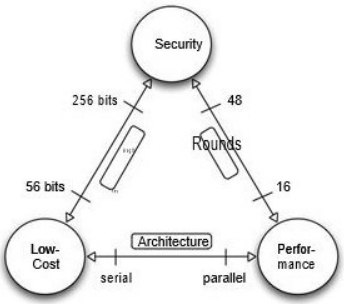 Security
256 bits
48
Rounds
56 bits
16
Low-
Cost
Architecture
Perfor-
mance
serial
parallel